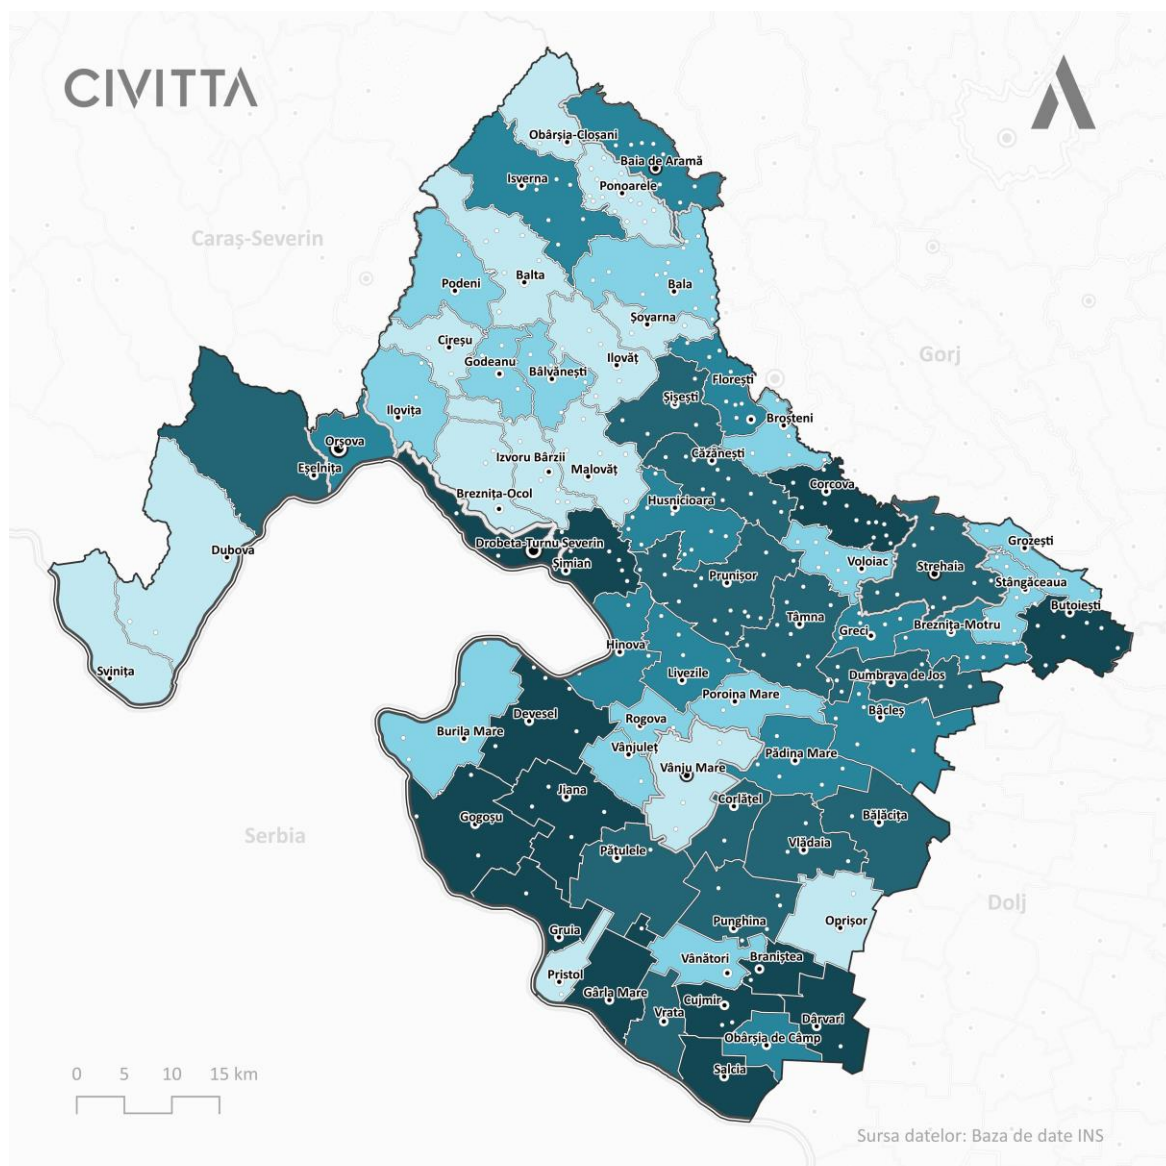 CIVITTA
Obârșia-Cloșani
Baia de Aramă
Isverna
Ponoarele
Caraș-Severin
Balta
Podeni
Bala
Șovarna
Cireșu
Gorj
Godeanu
Ilovăț
Bâlvănești
Florești
Șișești
Ilovița
Broșteni
Orșova
Căzănești
Izvoru Bârzii
Eșelnița
Malovăț
Corcova
Breznița-Ocol
Husnicioara
Grozești
Drobeta-Turnu Severin
Dubova
Șimian
Voloiac
Strehaia
Prunișor
Stângăceaua
Butoiești
Tâmna
Breznița-Motru
Greci
Hinova
Svinița
Livezile
Dumbrava de Jos
Poroina Mare
Devesel
Bâcleș
Rogova
Burila Mare
Vânjuleț
Pădina Mare
Vânju Mare
Jiana
Corlățel
Gogoșu
Bălăcița
Serbia
Vlădaia
Pătulele
Dolj
Oprișor
Punghina
Gruia
Vânători
Braniștea
Pristol
Gârla Mare
Cujmir
Vrata
Dârvari
Obârșia de Câmp
Salcia
0 5 10 15 km
Sursa datelor: Baza de date INS